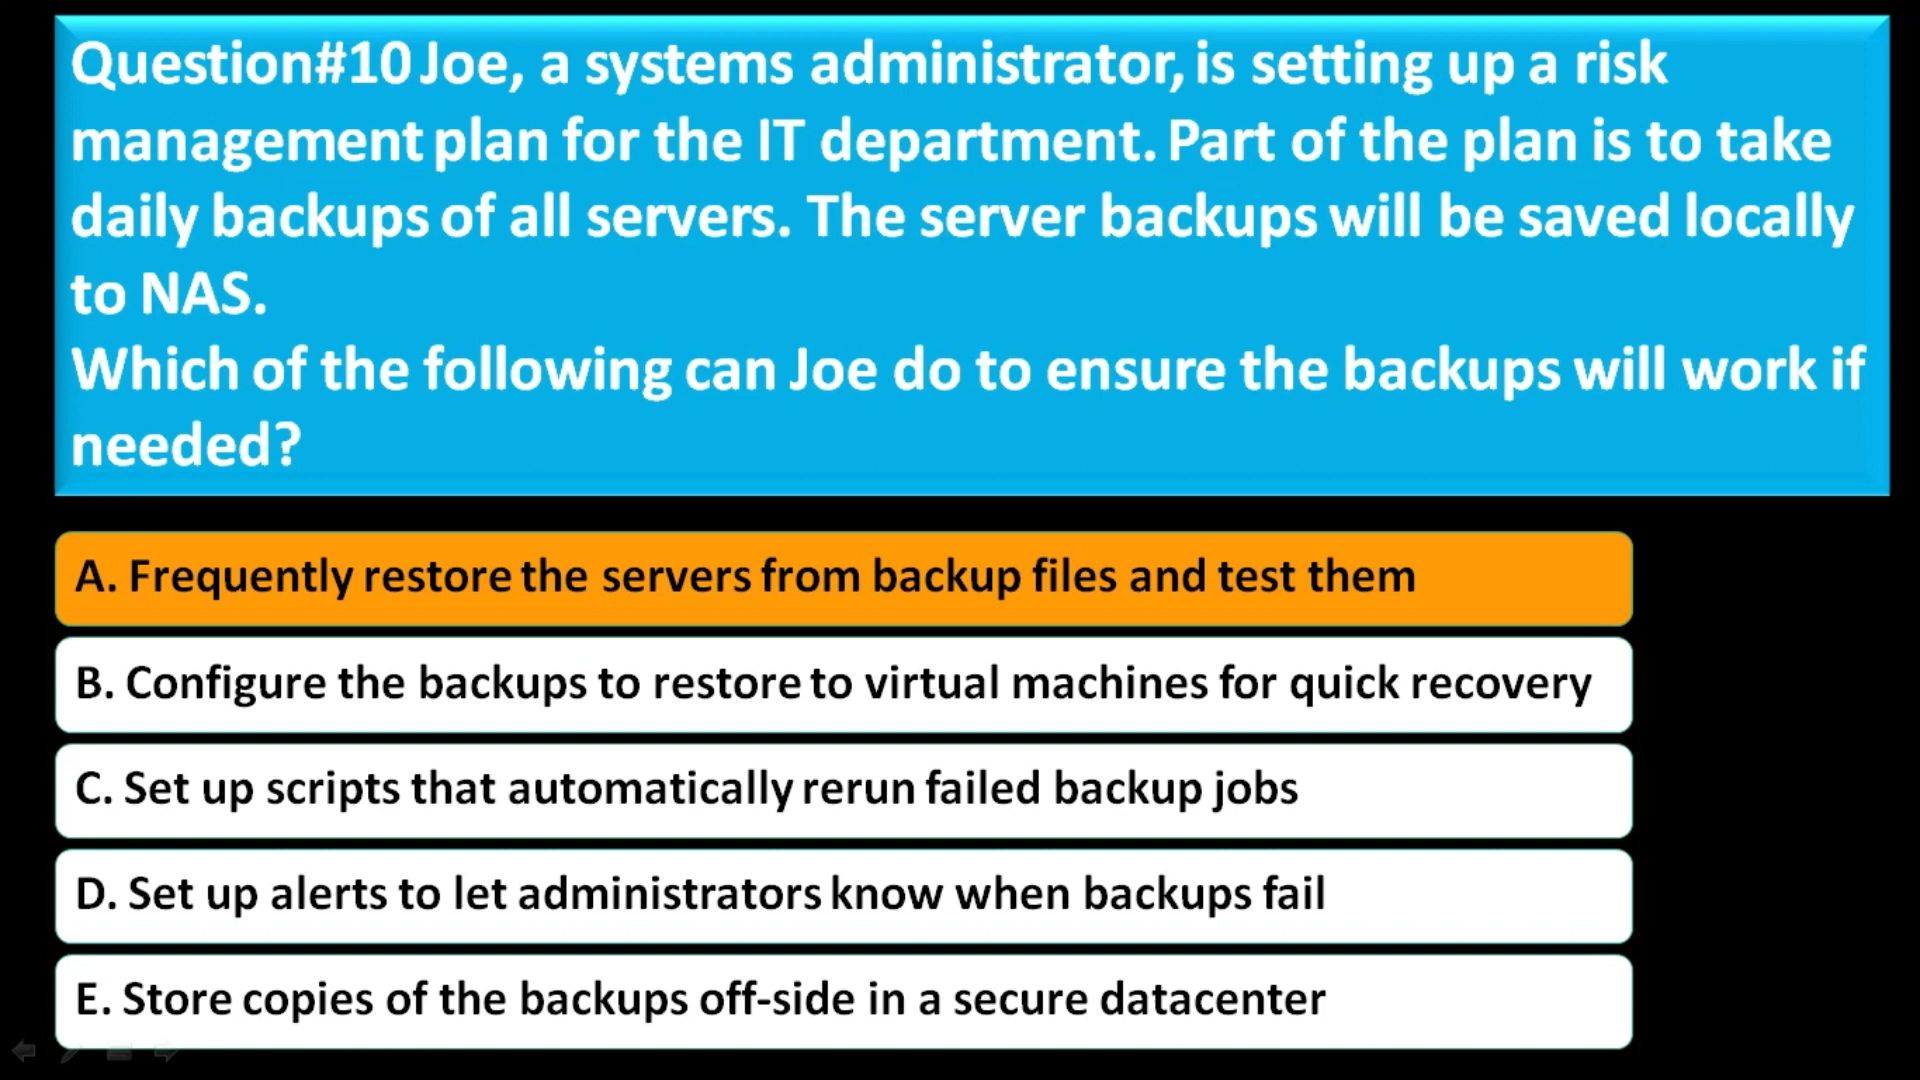 Question#10 Joe, a systems administrator, is setting up a risk
management plan for the IT department. Part of the plan is to take
daily backups of all servers. The server backups will be saved locally
to NAS.
Which of the following can Joe do to ensure the backups will work if
needed?
A. Frequently restore the servers from backup files and test them
B. Configure the backups to restore to virtual machines for quick recovery
C. Set up scripts that automatically rerun failed backup jobs
D. Set up alerts to let administrators know when backups fail
E. Store copies of the backups off-side in a secure datacenter